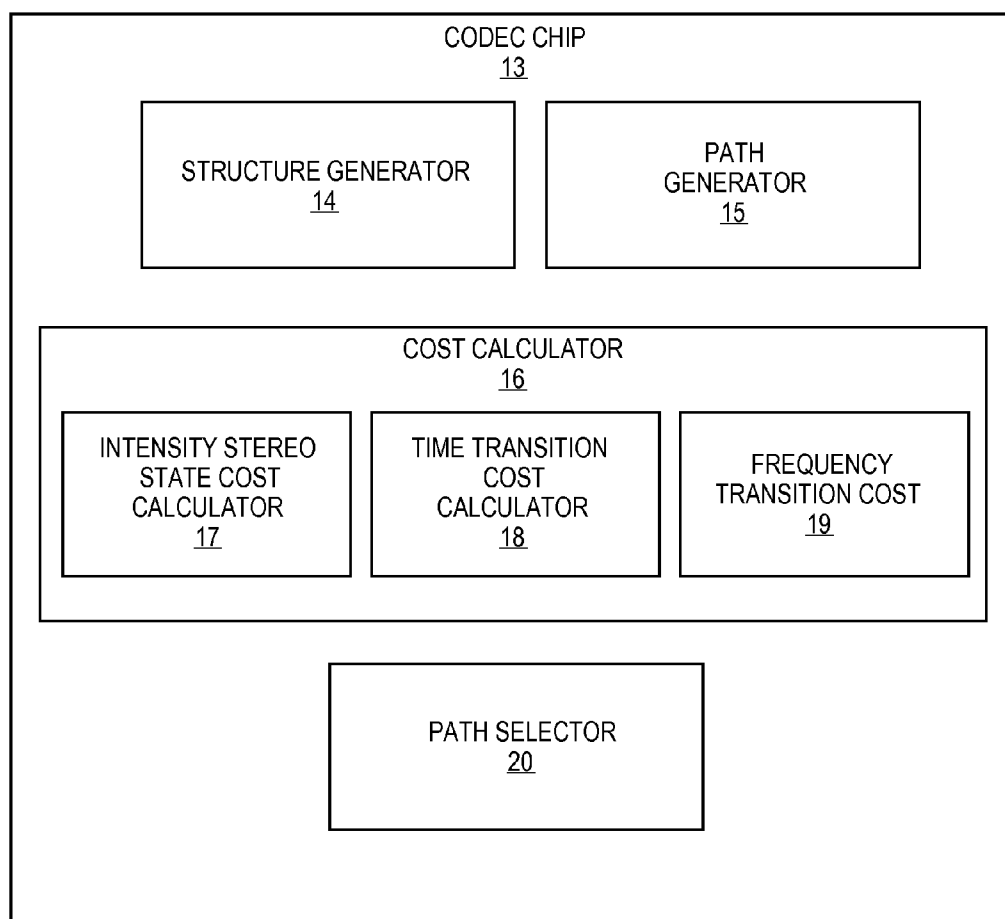 CODEC CHIP
13
STRUCTURE GENERATOR
14
PATH
GENERATOR
15
COST CALCULATOR
16
INTENSITY STEREO
STATE COST
CALCULATOR
17
TIME TRANSITION
COST
CALCULATOR
18
FREQUENCY
TRANSITION COST
19
PATH SELECTOR
20